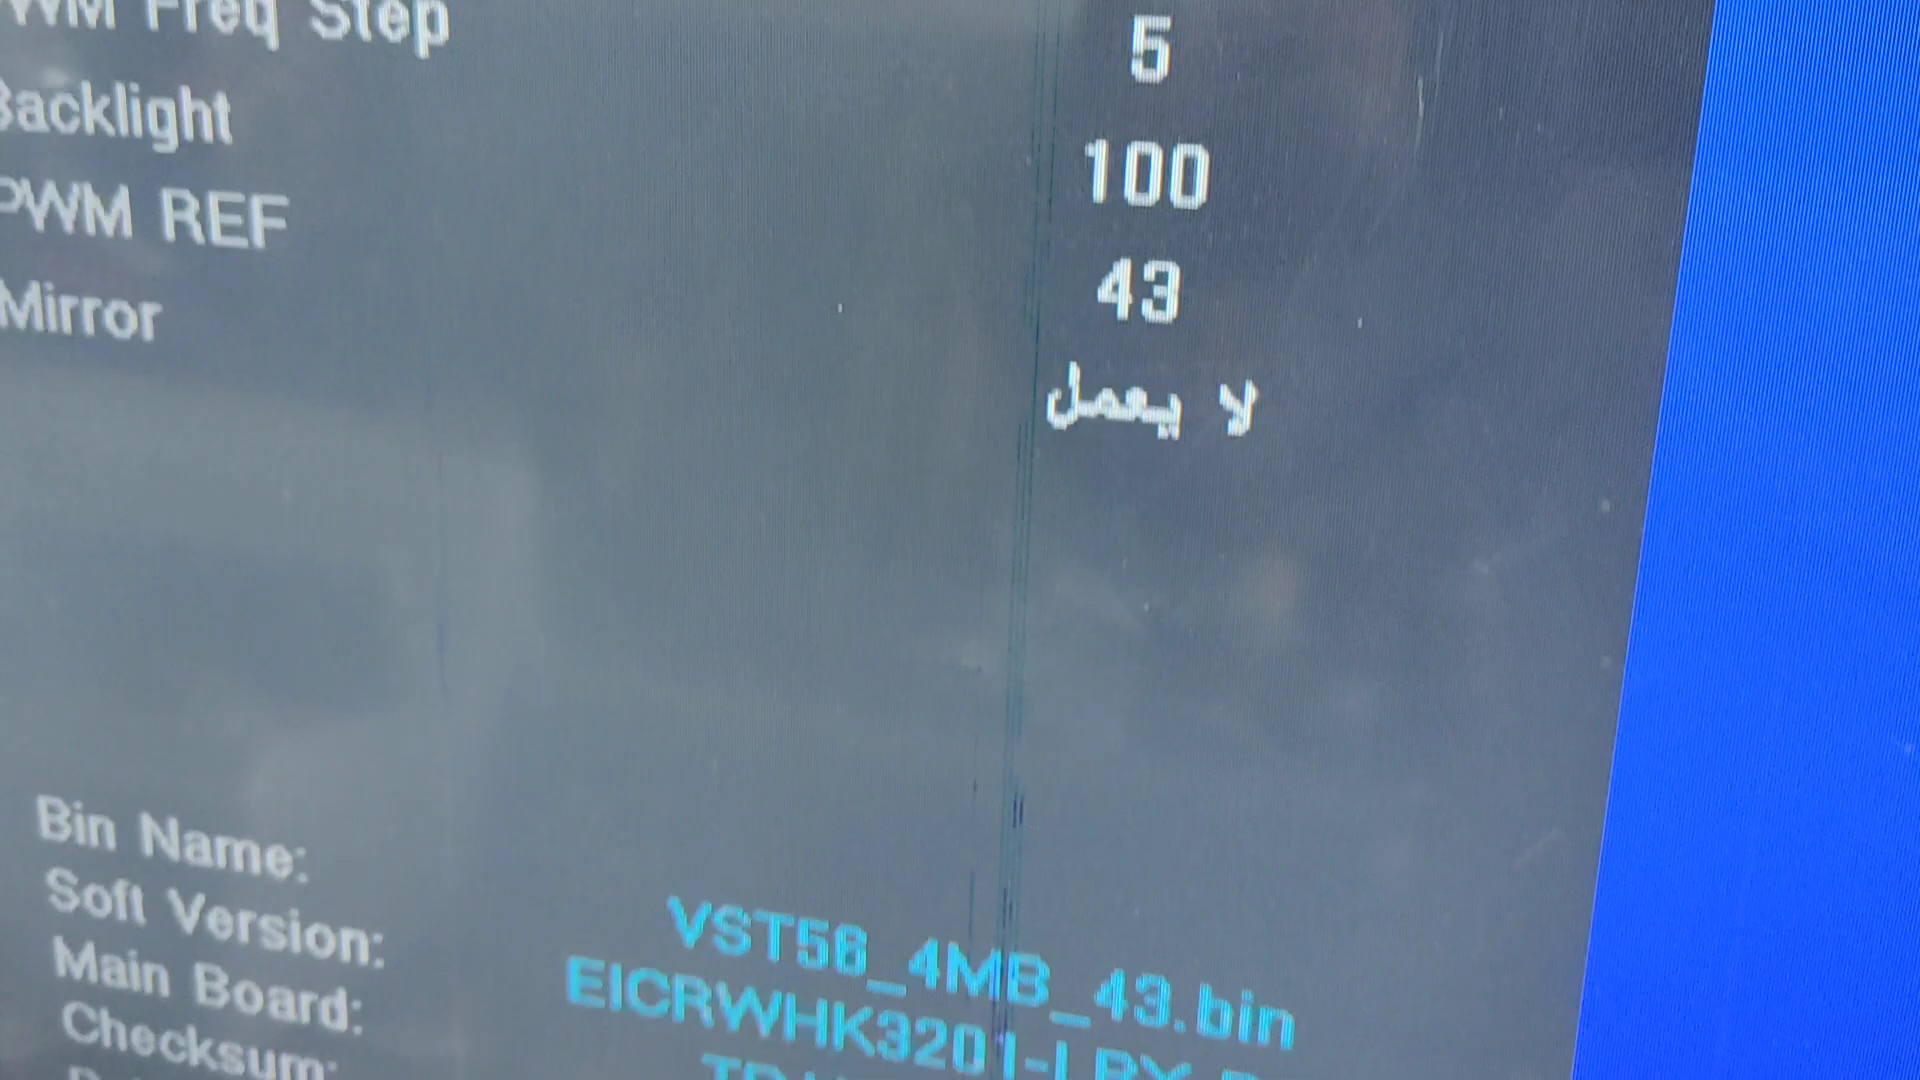 PWM Freq Step 5
Backlight 100
PWM REF 43
Mirror لا يعمل
Bin Name: VST56_4MB_43.bin
Soft Version:
Main Board:
Checksum: